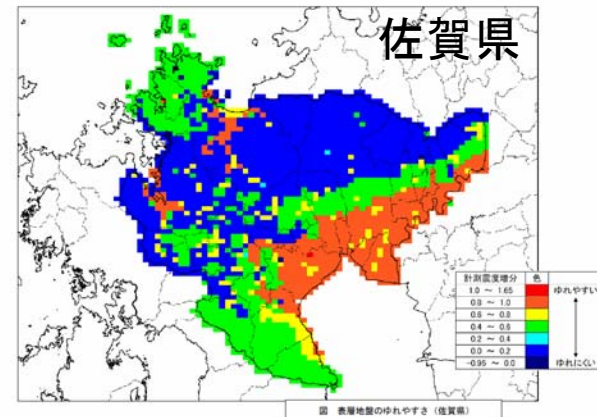 佐賀県
計測震度増分 色
1.0 ～ 1.65 ゆれやすい
0.8 ～ 1.0
0.6 ～ 0.8
0.4 ～ 0.6
0.2 ～ 0.4
0.0 ～ 0.2
-0.95 ～ 0.0 ゆれにくい
図 表層地盤のゆれやすさ（佐賀県）